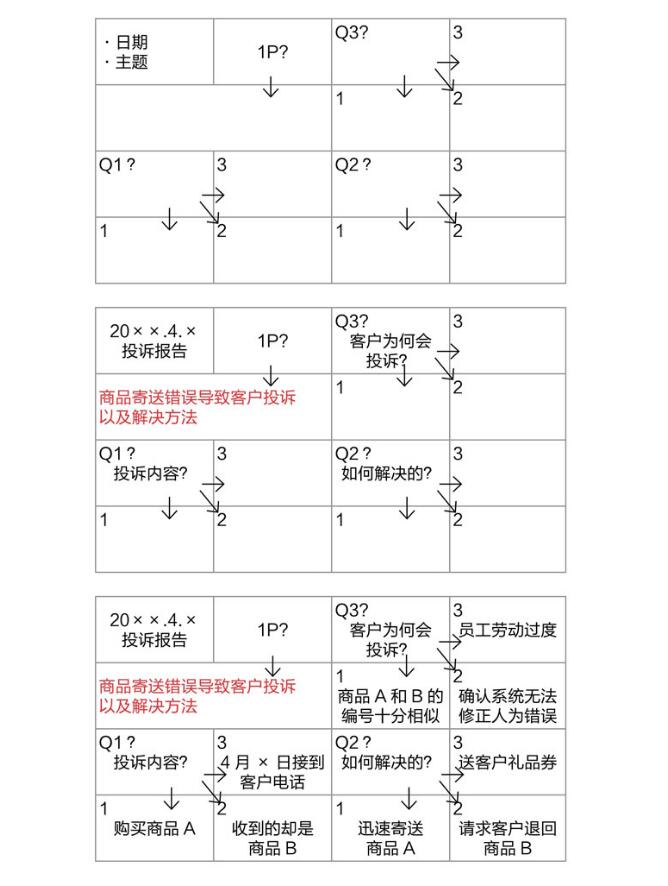 · 日期
· 主题
1P?
Q3?
3
1
2
Q1?
3
Q2?
3
1
2
1
2
20××.4.×
投诉报告
1P?
Q3?
客户为何会
投诉?
3
商品寄送错误导致客户投诉
以及解决方法
1
2
Q1?
投诉内容?
3
Q2?
如何解决的?
3
1
2
1
2
20××.4.×
投诉报告
1P?
Q3?
客户为何会
投诉?
3
员工劳动过度
商品寄送错误导致客户投诉
以及解决方法
1
商品 A 和 B 的
编号十分相似
2
确认系统无法
修正人为错误
Q1?
投诉内容?
3
4 月 × 日接到
客户电话
Q2?
如何解决的?
3
送客户礼品券
1
购买商品 A
2
收到的却是
商品 B
1
迅速寄送
商品 A
2
请求客户退回
商品 B